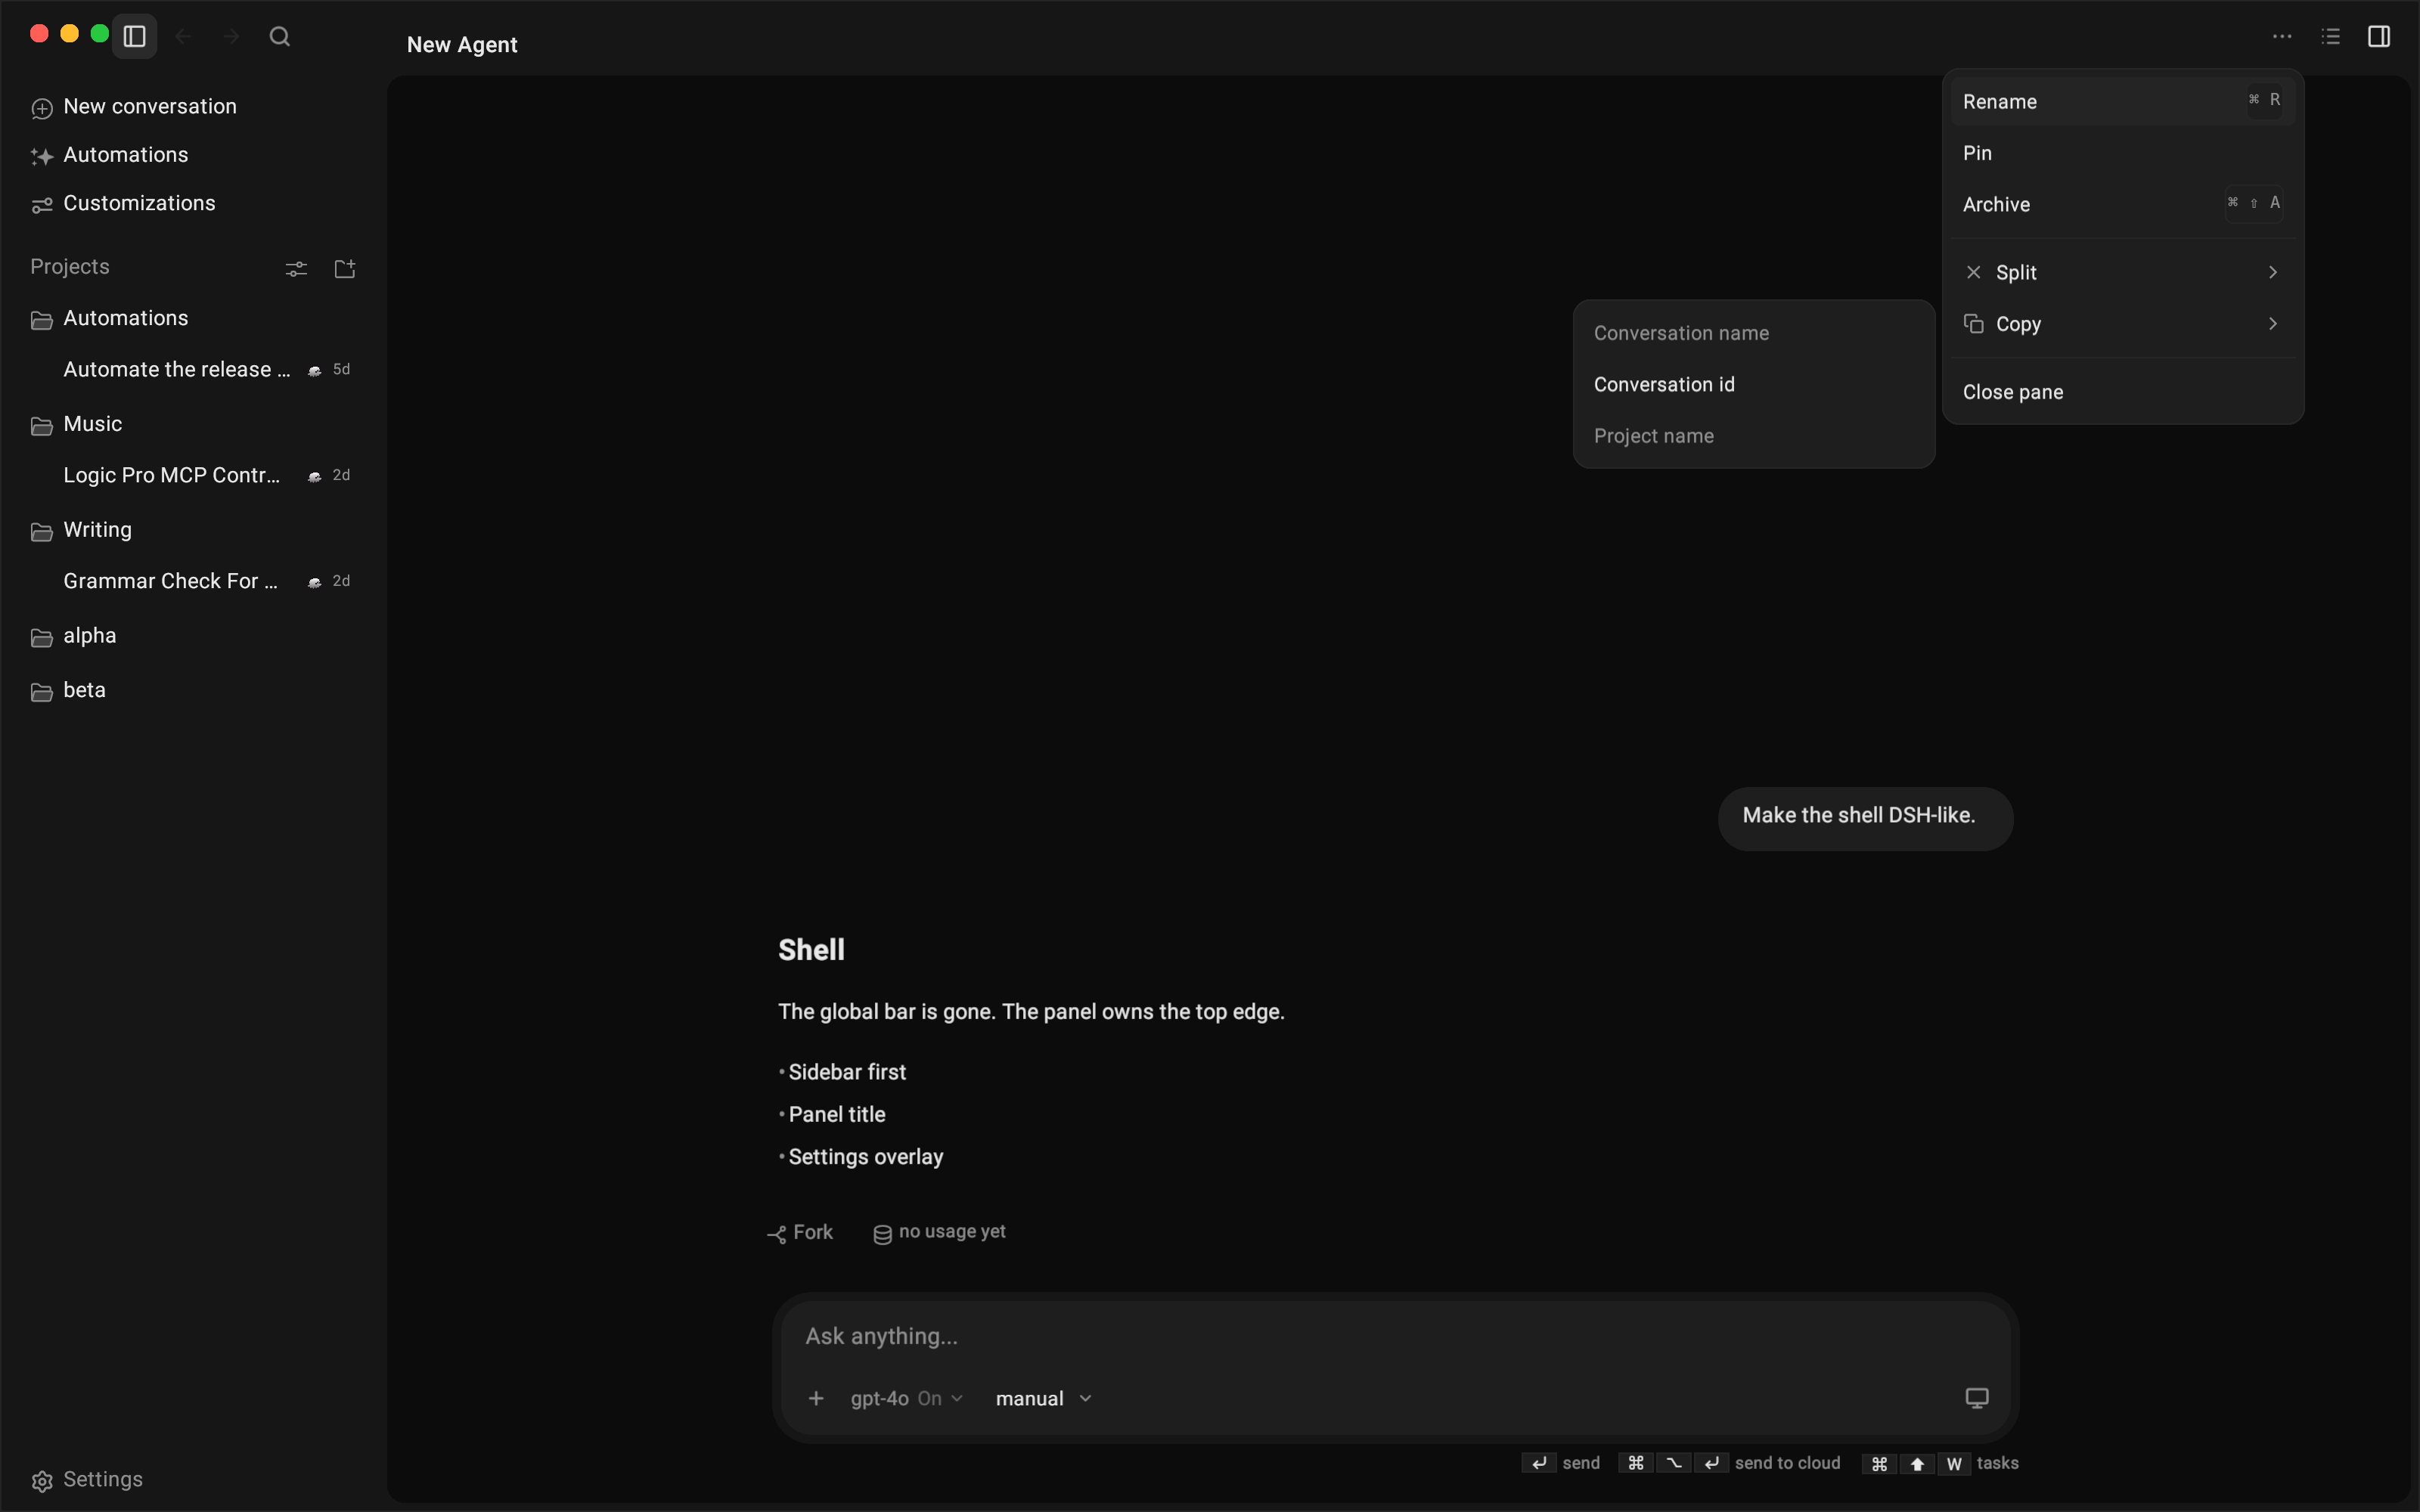 New Agent
New conversation
Automations
Customizations
Projects
Automations
Automate the release ... 5d
Music
Logic Pro MCP Contr... 2d
Writing
Grammar Check For ... 2d
alpha
beta
Settings
Rename ⌘ R
Pin
Archive ⌘ ⇧ A
Split
Copy
Close pane
Conversation name
Conversation id
Project name
Make the shell DSH-like.
Shell
The global bar is gone. The panel owns the top edge.
• Sidebar first
• Panel title
• Settings overlay
Fork no usage yet
Ask anything...
gpt-4o On manual
↵ send ⌘ ⌥ ↵ send to cloud ⌘ ⬆ W tasks